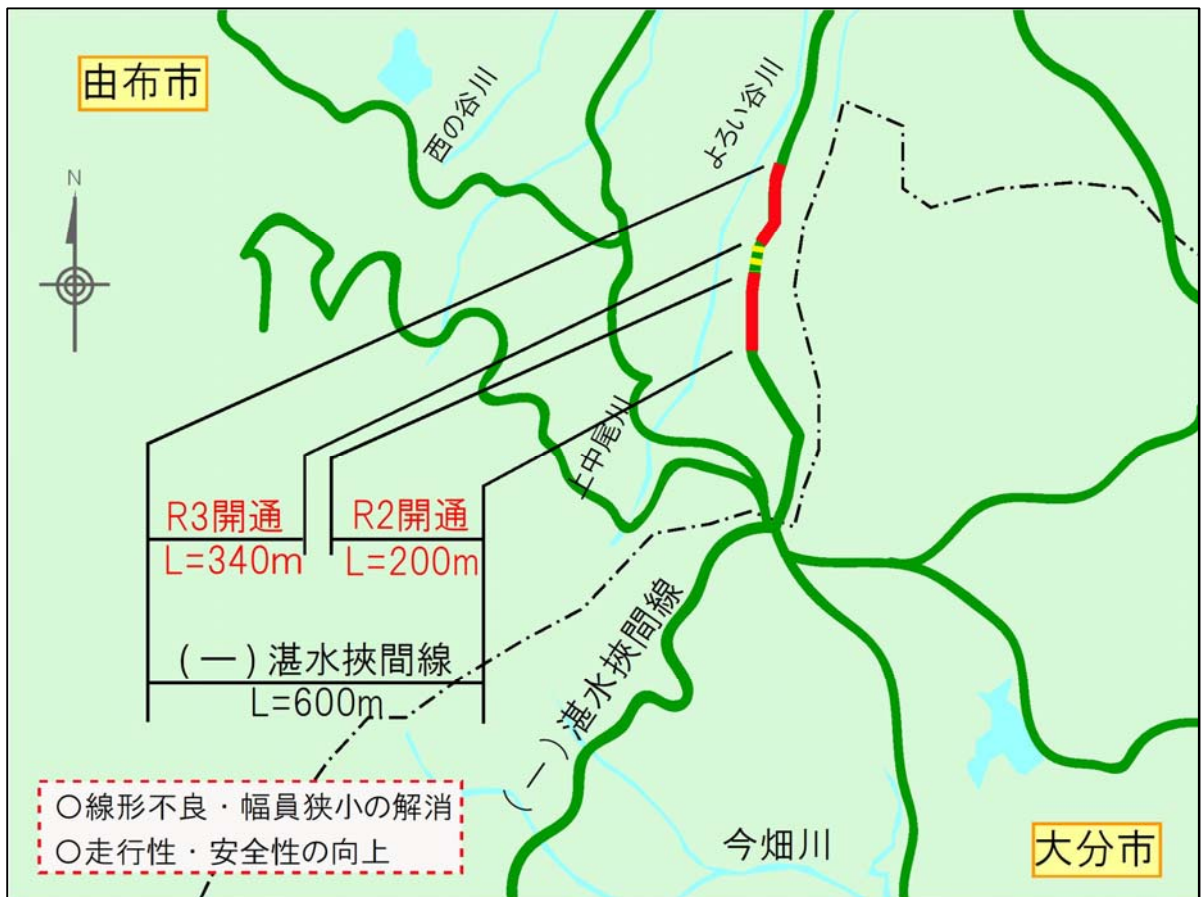 由布市
西の谷川
よろい谷川
N
上中尾川
R3開通
L=340m
R2開通
L=200m
(一)湛水挾間線
L=600m
(一)湛水挾間線
○線形不良・幅員狭小の解消
○走行性・安全性の向上
今畑川
大分市